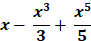 x − x³/3 + x⁵/5